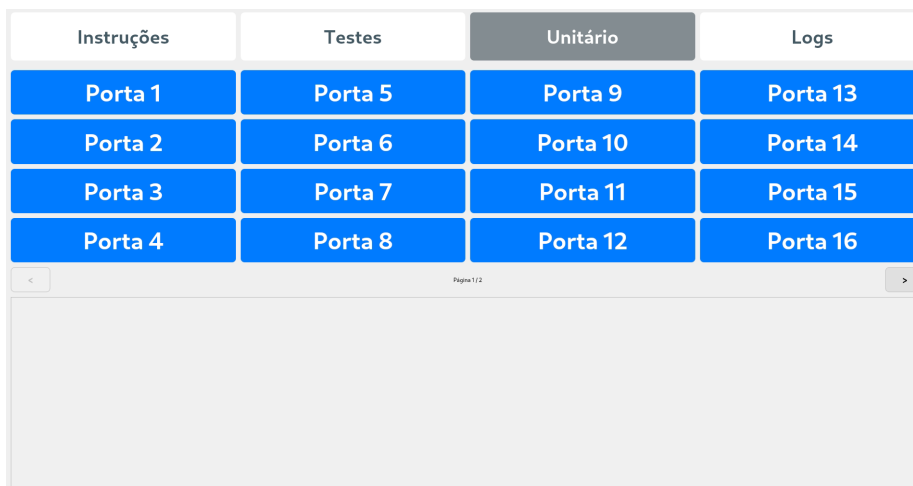 Instruções Testes Unitário Logs
Porta 1 Porta 5 Porta 9 Porta 13
Porta 2 Porta 6 Porta 10 Porta 14
Porta 3 Porta 7 Porta 11 Porta 15
Porta 4 Porta 8 Porta 12 Porta 16
< Página 1 / 2 >